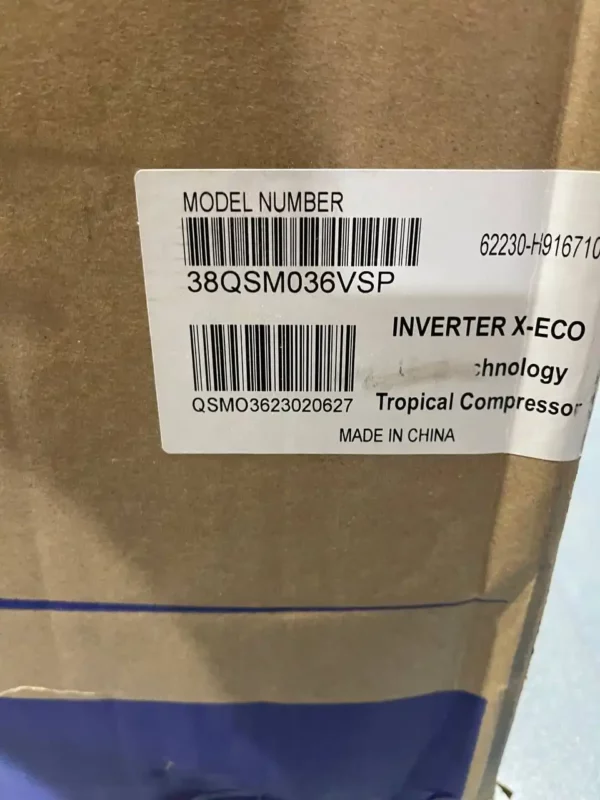 MODEL NUMBER
62230-H916710
38QSM036VSP
INVERTER X-ECO
chnology
QSMO3623020627
Tropical Compressor
MADE IN CHINA